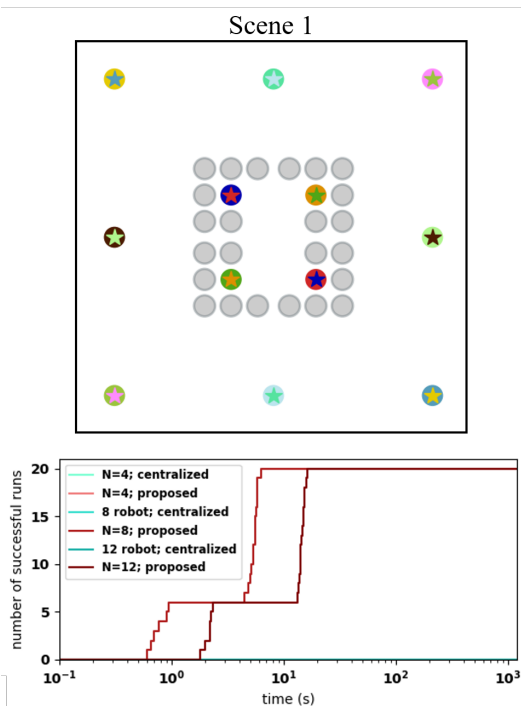 Scene 1
20
15
10
5
0
number of successful runs
N=4; centralized
N=4; proposed
8 robot; centralized
N=8; proposed
12 robot; centralized
N=12; proposed
10⁻¹ 10⁰ 10¹ 10² 10³
time (s)